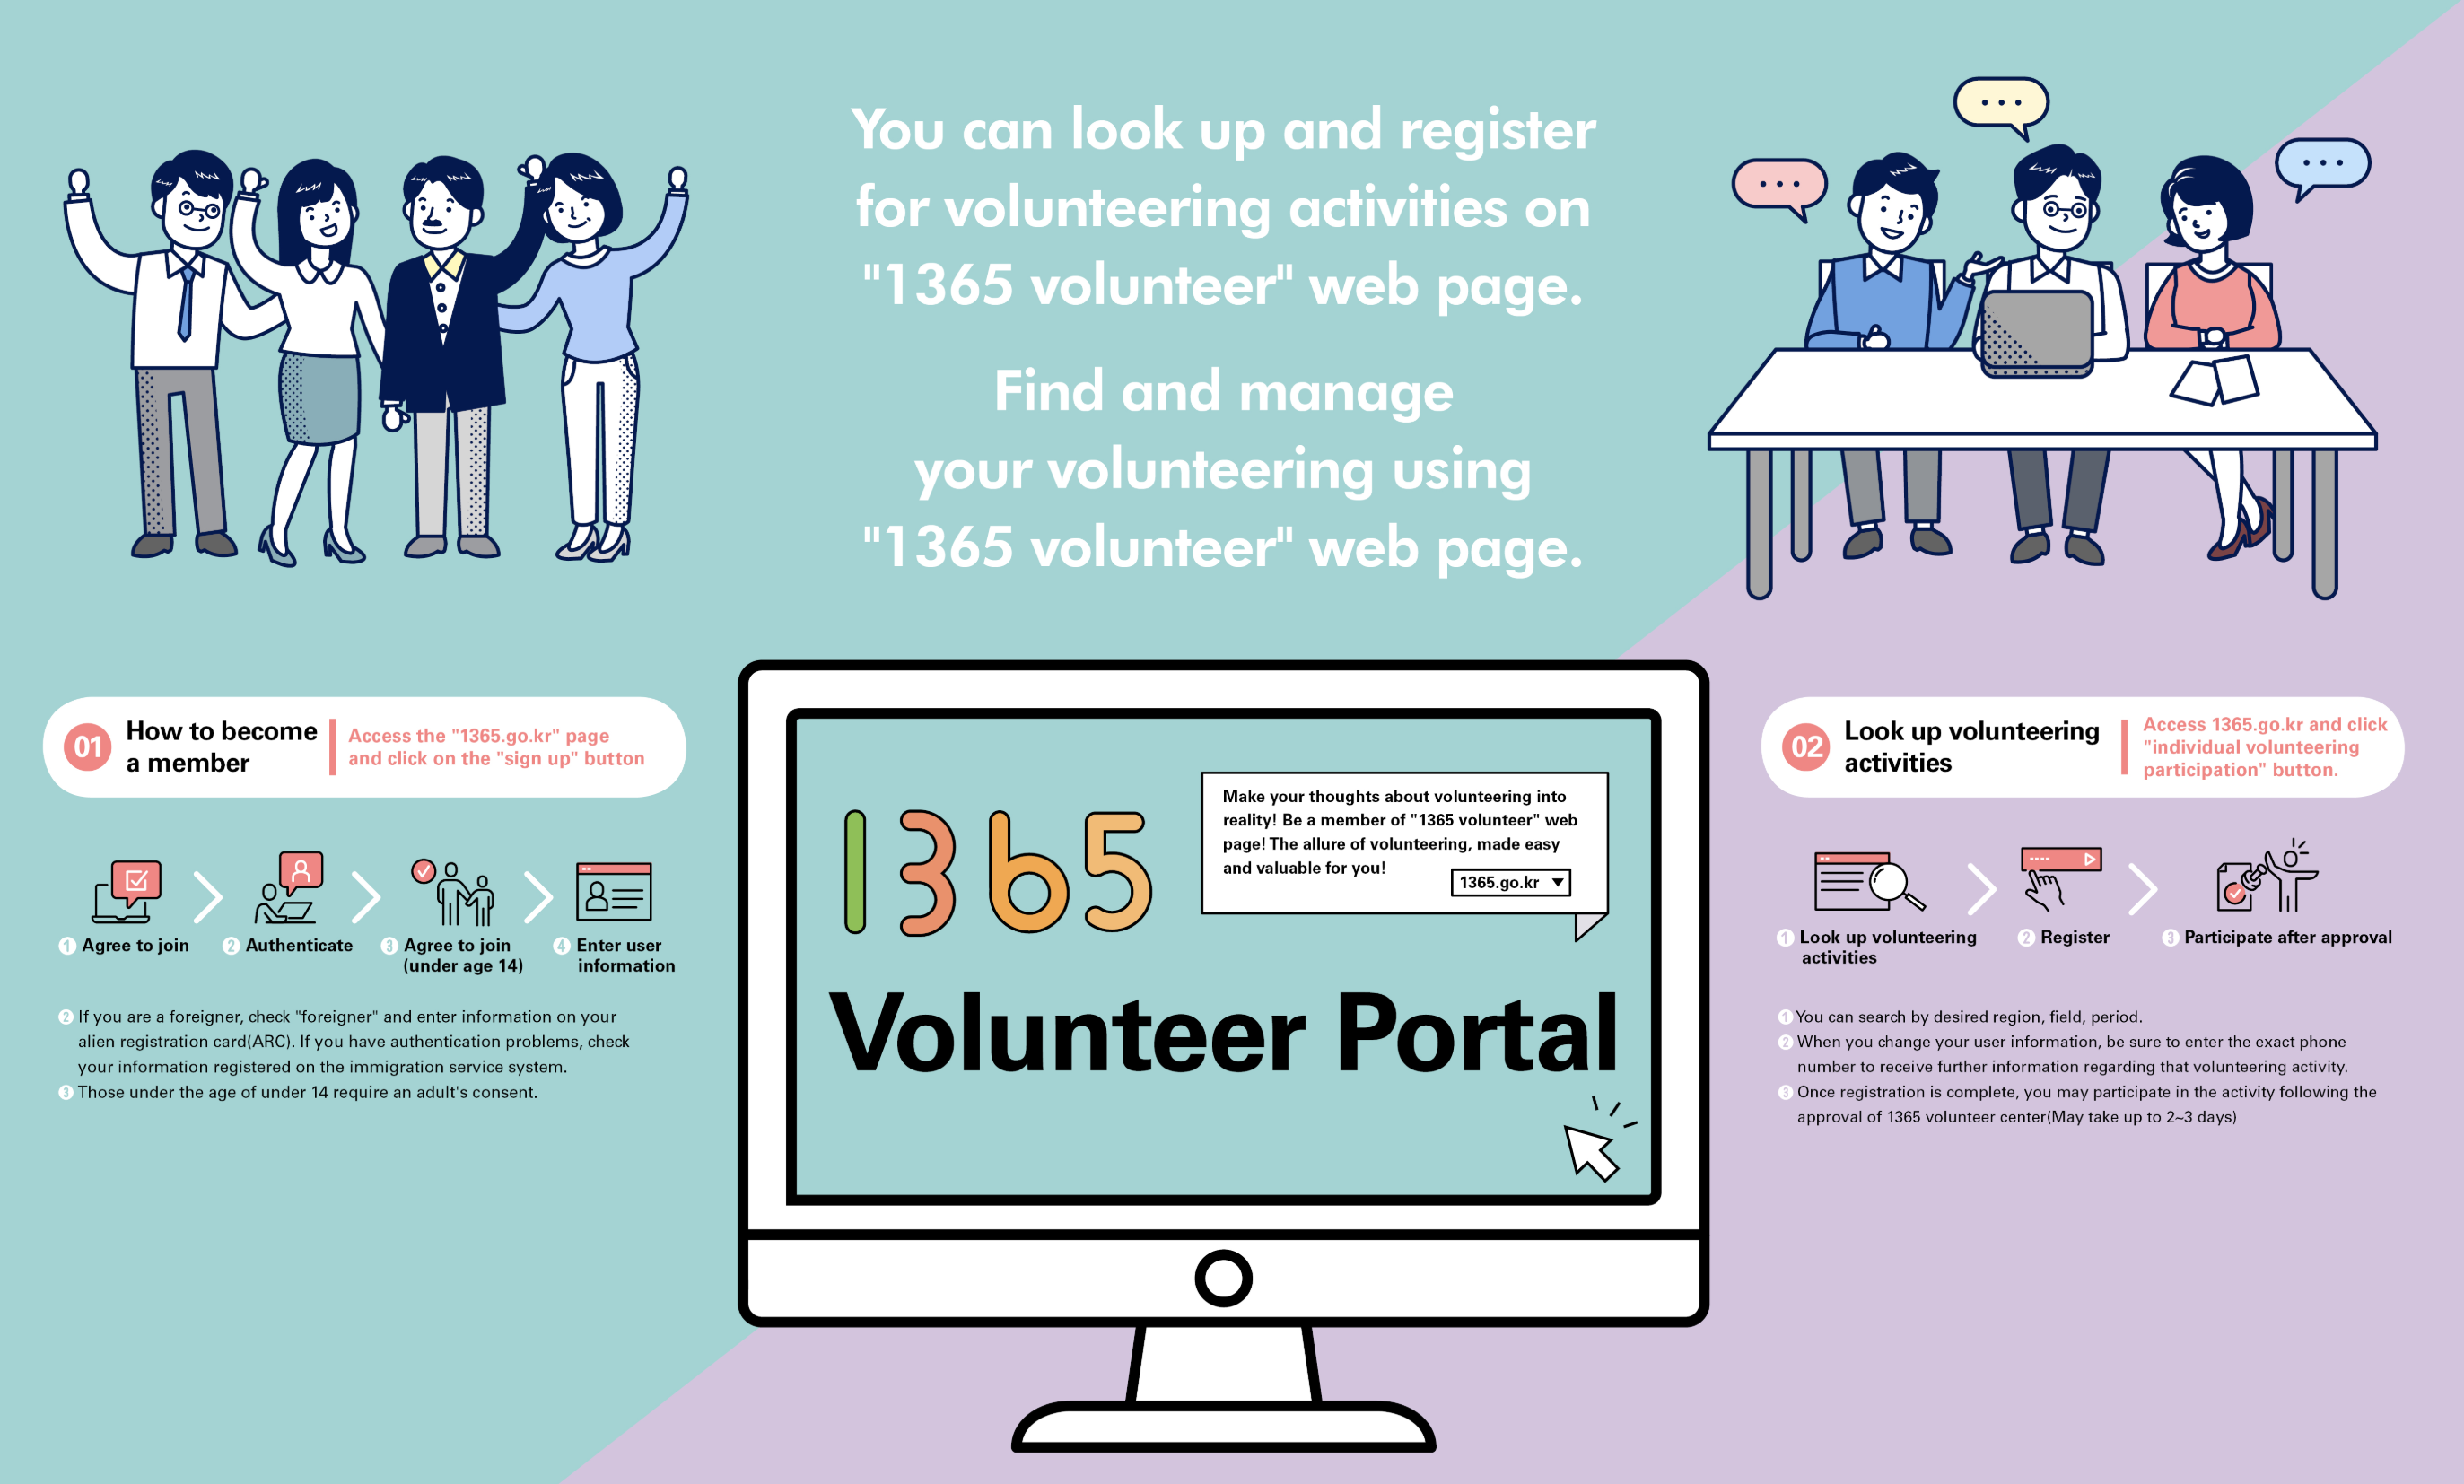 You can look up and register
for volunteering activities on
"1365 volunteer" web page.
Find and manage
your volunteering using
"1365 volunteer" web page.
01
How to become
a member
Access the "1365.go.kr" page
and click on the "sign up" button
1 Agree to join
2 Authenticate
3 Agree to join
(under age 14)
4 Enter user
information
2 If you are a foreigner, check "foreigner" and enter information on your
alien registration card(ARC). If you have authentication problems, check
your information registered on the immigration service system.
3 Those under the age of under 14 require an adult's consent.
1365
Make your thoughts about volunteering into
reality! Be a member of "1365 volunteer" web
page! The allure of volunteering, made easy
and valuable for you!
1365.go.kr ▼
Volunteer Portal
02
Look up volunteering
activities
Access 1365.go.kr and click
"individual volunteering
participation" button.
1 Look up volunteering
activities
2 Register
3 Participate after approval
1 You can search by desired region, field, period.
2 When you change your user information, be sure to enter the exact phone
number to receive further information regarding that volunteering activity.
3 Once registration is complete, you may participate in the activity following the
approval of 1365 volunteer center(May take up to 2~3 days)